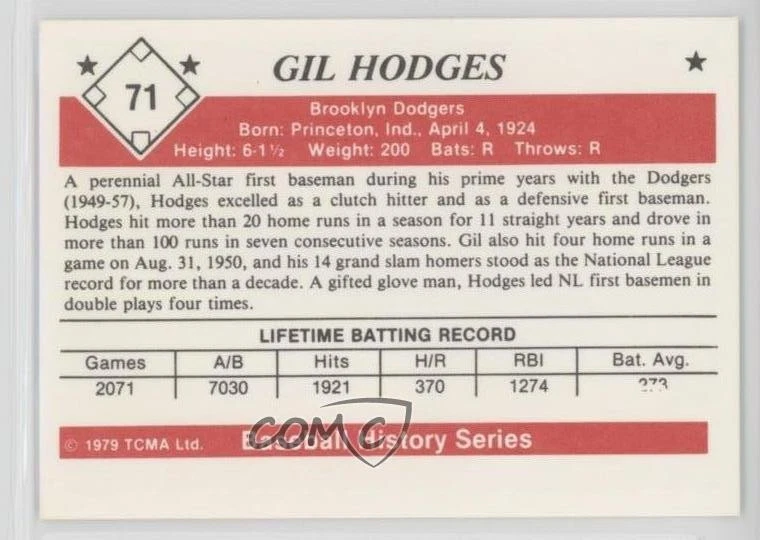 71
GIL HODGES
Brooklyn Dodgers
Born: Princeton, Ind., April 4, 1924
Height: 6-1½ Weight: 200 Bats: R Throws: R
A perennial All-Star first baseman during his prime years with the Dodgers
(1949-57), Hodges excelled as a clutch hitter and as a defensive first baseman.
Hodges hit more than 20 home runs in a season for 11 straight years and drove in
more than 100 runs in seven consecutive seasons. Gil also hit four home runs in a
game on Aug. 31, 1950, and his 14 grand slam homers stood as the National League
record for more than a decade. A gifted glove man, Hodges led NL first basemen in
double plays four times.
LIFETIME BATTING RECORD
Games A/B Hits H/R RBI Bat. Avg.
2071 7030 1921 370 1274 273
© 1979 TCMA Ltd. Baseball History Series
COMC